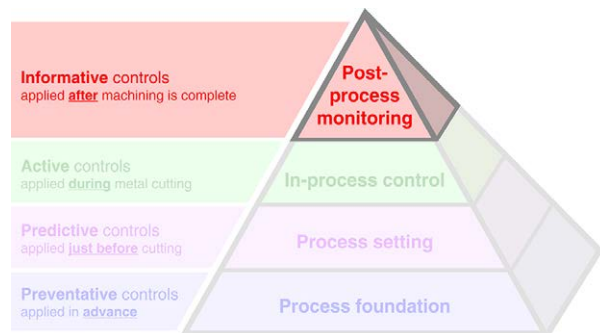 Informative controls
applied after machining is complete
Post-
process
monitoring
Active controls
applied during metal cutting
In-process control
Predictive controls
applied just before cutting
Process setting
Preventative controls
applied in advance
Process foundation